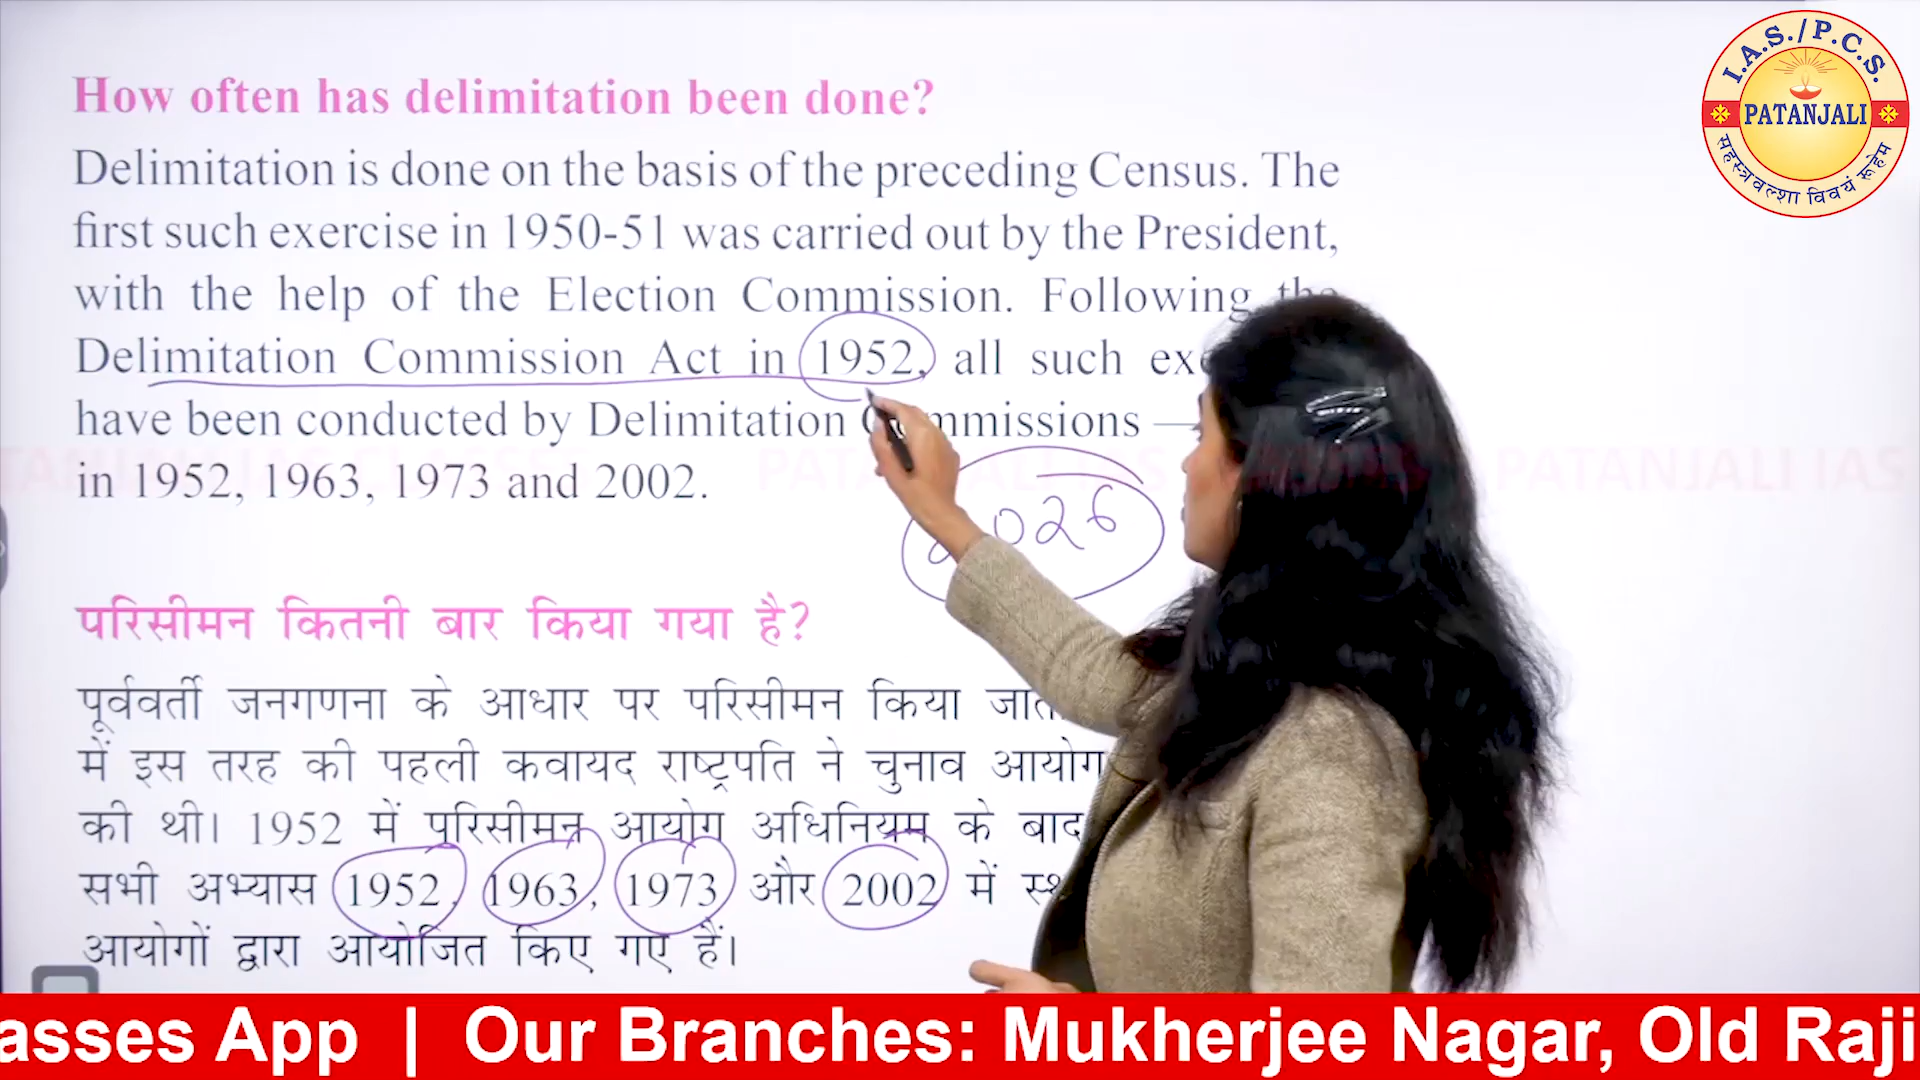 How often has delimitation been done?
Delimitation is done on the basis of the preceding Census. The
first such exercise in 1950-51 was carried out by the President,
with the help of the Election Commission. Following the
Delimitation Commission Act in 1952, all such
have been conducted by Delimitation Commissions —
in 1952, 1963, 1973 and 2002.
2026
परिसीमन कितनी बार किया गया है?
पूर्ववर्ती जनगणना के आधार पर परिसीमन किया
में इस तरह की पहली कवायद राष्ट्रपति ने चुनाव आयोग
की थी। 1952 में परिसीमन आयोग अधिनियम के बाद
सभी अभ्यास 1952, 1963, 1973 और 2002 में
आयोगों द्वारा आयोजित किए गए हैं।
I.A.S./P.C.S.
PATANJALI
PATANJALI IAS
asses App | Our Branches: Mukherjee Nagar, Old Raji